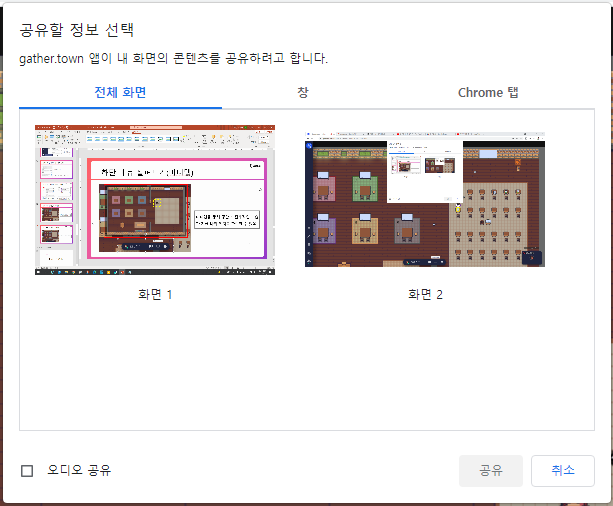 공유할 정보 선택
gather.town 앱이 내 화면의 콘텐츠를 공유하려고 합니다.
전체 화면
창
Chrome 탭
화면 1
화면 2
오디오 공유
공유
취소